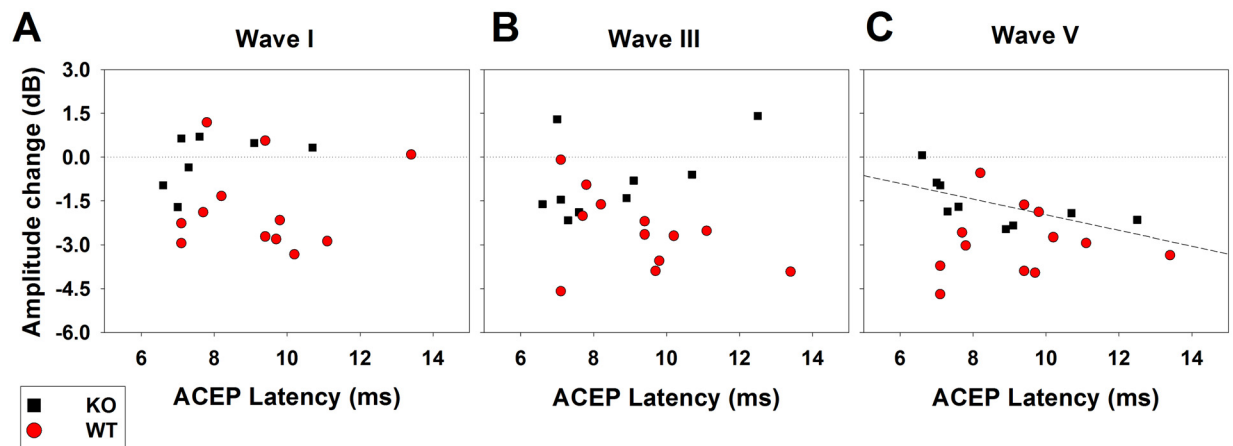 A
Wave I
B
Wave III
C
Wave V
Amplitude change (dB)
3.0
1.5
0.0
-1.5
-3.0
-4.5
-6.0
6 8 10 12 14
6 8 10 12 14
6 8 10 12 14
ACEP Latency (ms)
ACEP Latency (ms)
ACEP Latency (ms)
KO
WT